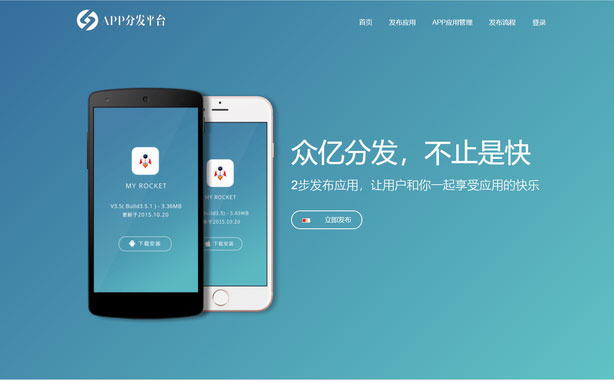 APP分发平台
首页 发布应用 APP应用管理 发布流程 登录
众亿分发，不止是快
2步发布应用，让用户和你一起享受应用的快乐
立即发布
MY ROCKET
V3.5( Build3.5.1 ) - 3.36MB
更新于2015.10.20
下载安装
MY ROCKET
Build3.5) - 5.63MB
于2015.10.20
下载安装